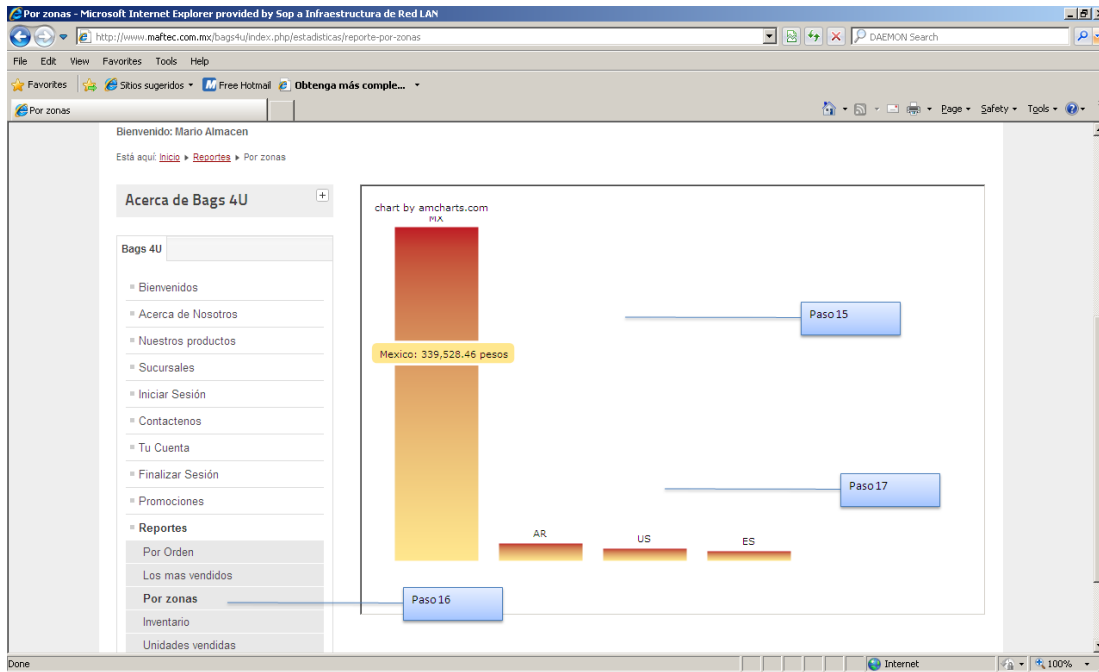 Por zonas - Microsoft Internet Explorer provided by Sop a Infraestructura de Red LAN
http://www.maftec.com.mx/bags4u/index.php/estadisticas/reporte-por-zonas
DAEMON Search
File Edit View Favorites Tools Help
Favorites Sitios sugeridos Free Hotmail Obtenga más comple...
Por zonas
Page Safety Tools
Bienvenido: Mario Almacen
Está aquí: Inicio Reportes Por zonas
Acerca de Bags 4U
Bags 4U
Bienvenidos
Acerca de Nosotros
Nuestros productos
Sucursales
Iniciar Sesión
Contactenos
Tu Cuenta
Finalizar Sesión
Promociones
Reportes
Por Orden
Los mas vendidos
Por zonas
Inventario
Unidades vendidas
chart by amcharts.com
MX
Mexico: 339,528.46 pesos
AR
US
ES
Paso 15
Paso 17
Paso 16
Done
Internet
100%